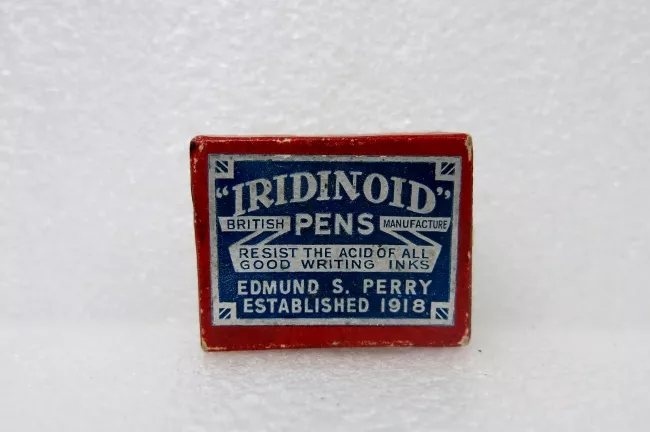 "IRIDINOID"
BRITISH PENS MANUFACTURE
RESIST THE ACID OF ALL
GOOD WRITING INKS
EDMUND S. PERRY
ESTABLISHED 1918